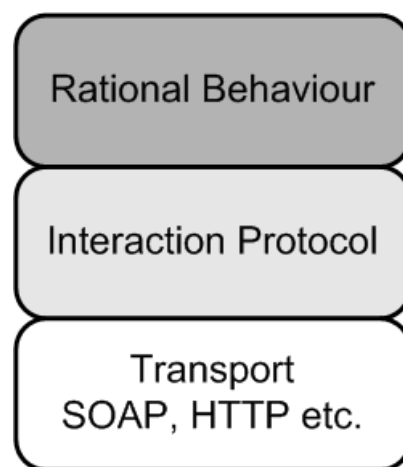 Rational Behaviour
Interaction Protocol
Transport
SOAP, HTTP etc.